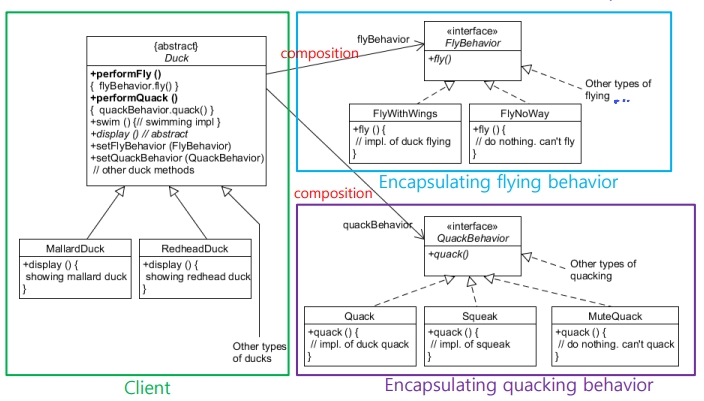 {abstract}
Duck
+performFly ()
{ flyBehavior.fly() }
+performQuack ()
{ quackBehavior.quack() }
+swim () {// swimming impl }
+display () // abstract
+setFlyBehavior (FlyBehavior)
+setQuackBehavior (QuackBehavior)
// other duck methods
MallardDuck
+display () {
showing mallard duck
}
RedheadDuck
+display () {
showing redhead duck
}
Other types
of ducks
Client
composition
flyBehavior
«interface»
FlyBehavior
+fly()
Other types of
flying
FlyWithWings
+fly () {
// impl. of duck flying
}
FlyNoWay
+fly () {
// do nothing. can't fly
}
Encapsulating flying behavior
composition
quackBehavior
«interface»
QuackBehavior
+quack()
Other types of
quacking
Quack
+quack () {
// impl. of duck quack
}
Squeak
+quack () {
// impl. of squeak
}
MuteQuack
+quack () {
// do nothing. can't quack
}
Encapsulating quacking behavior